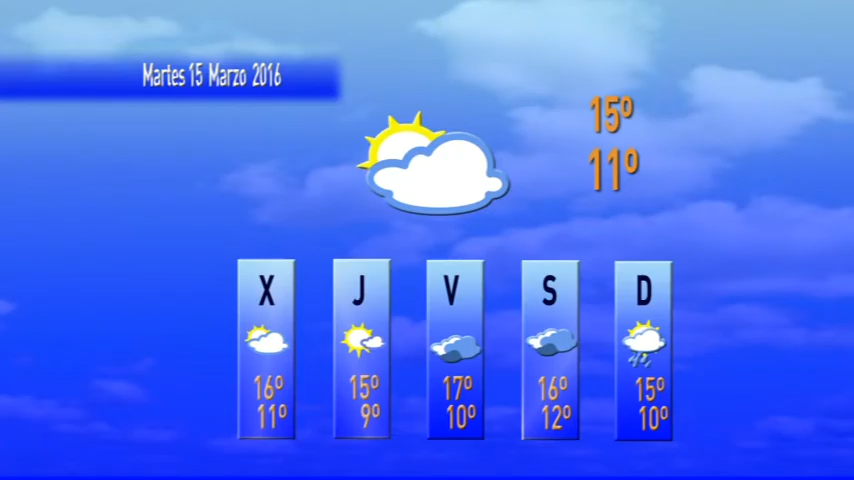 Martes 15 Marzo 2016
15º
11º
X J V S D
16º 15º 17º 16º 15º
11º 9º 10º 12º 10º